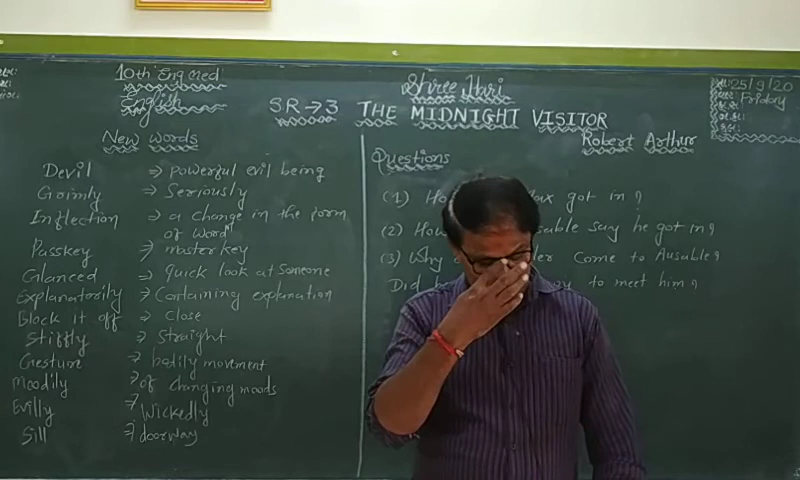 10th Eng cred
English
Shree Hari
SR → 3 THE MIDNIGHT VISITOR
Robert Arthur
25/9/20
Friday
New words
Devil ⇒ powerful evil being
Grimly ⇒ Seriously
Inflection ⇒ a change in the form
of word
Passkey ⇒ master key
Glanced ⇒ quick look at someone
Explanatorily ⇒ Containing explanation
Block it off ⇒ Close
Stiffly ⇒ Straight
Gesture ⇒ bodily movement
Moodily ⇒ of changing moods
Evilly ⇒ Wickedly
Sill ⇒ doorway
Questions
(1) got in?
(2) How say he got in?
(3) Why come to Ausable?
Did to meet him?